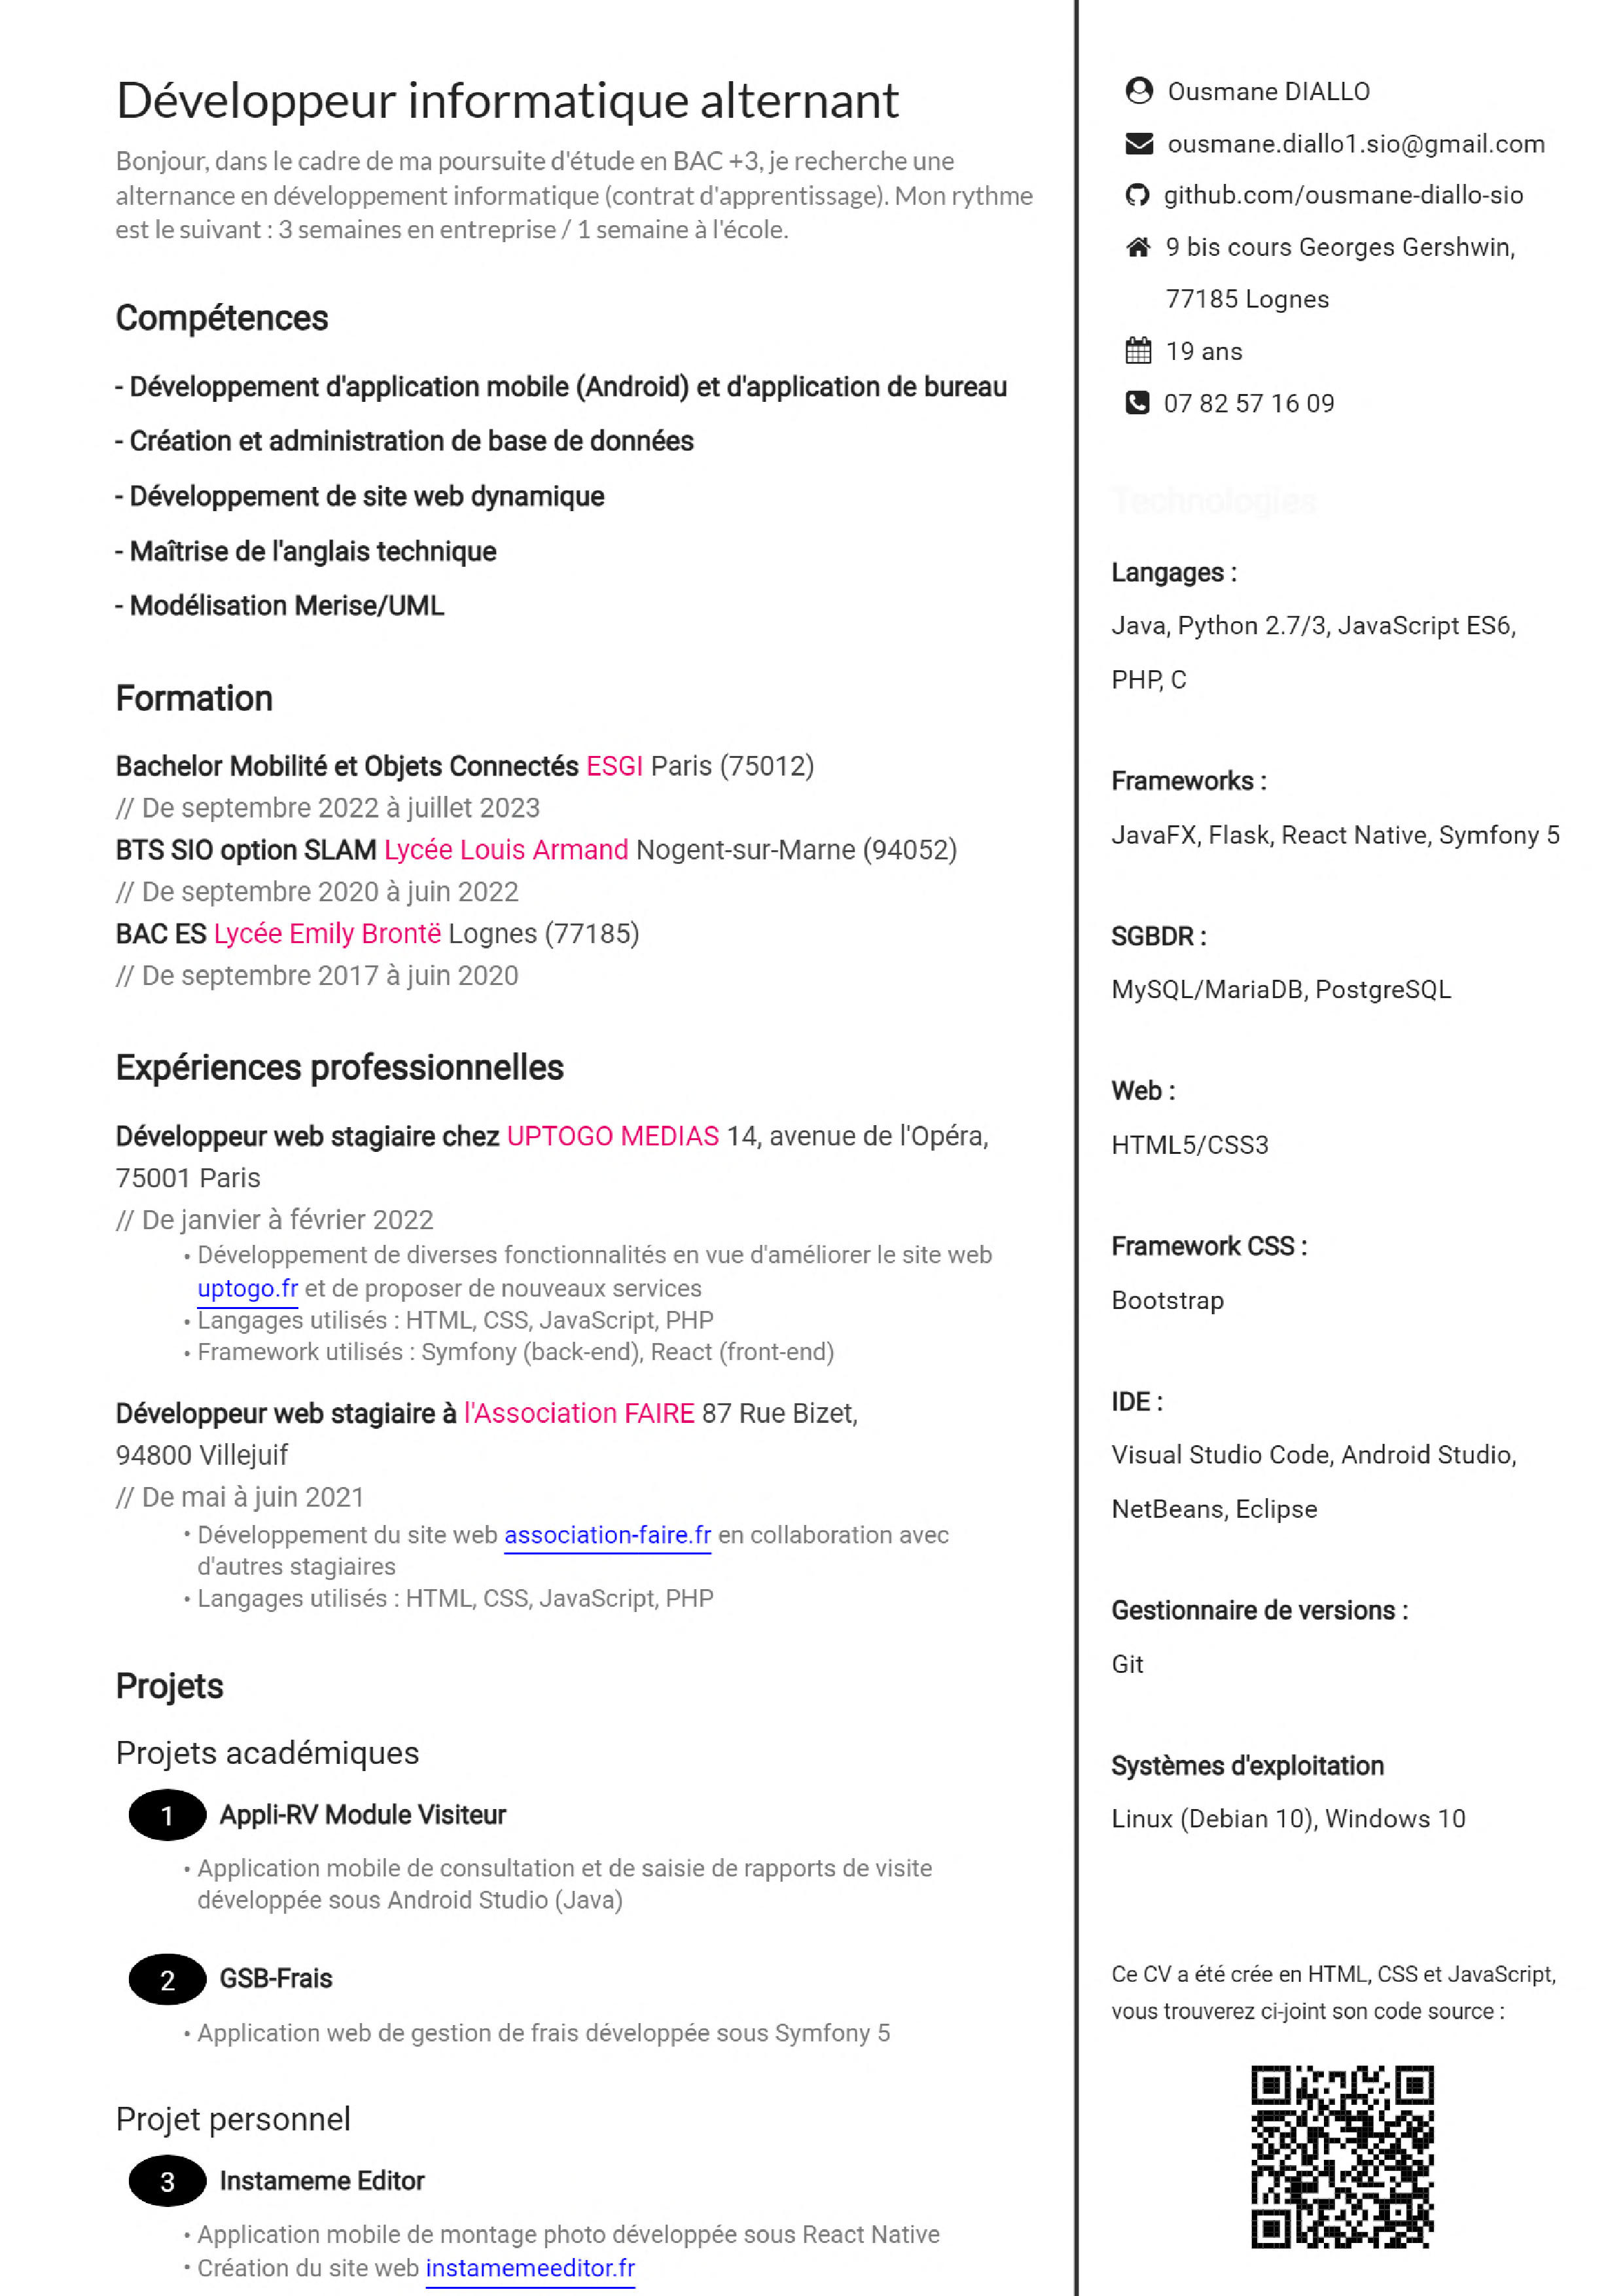 Développeur informatique alternant
Bonjour, dans le cadre de ma poursuite d'étude en BAC +3, je recherche une
alternance en développement informatique (contrat d'apprentissage). Mon rythme
est le suivant : 3 semaines en entreprise / 1 semaine à l'école.
Compétences
- Développement d'application mobile (Android) et d'application de bureau
- Création et administration de base de données
- Développement de site web dynamique
- Maîtrise de l'anglais technique
- Modélisation Merise/UML
Formation
Bachelor Mobilité et Objets Connectés ESGI Paris (75012)
// De septembre 2022 à juillet 2023
BTS SIO option SLAM Lycée Louis Armand Nogent-sur-Marne (94052)
// De septembre 2020 à juin 2022
BAC ES Lycée Emily Brontë Lognes (77185)
// De septembre 2017 à juin 2020
Expériences professionnelles
Développeur web stagiaire chez UPTOGO MEDIAS 14, avenue de l'Opéra,
75001 Paris
// De janvier à février 2022
• Développement de diverses fonctionnalités en vue d'améliorer le site web
uptogo.fr et de proposer de nouveaux services
• Langages utilisés : HTML, CSS, JavaScript, PHP
• Framework utilisés : Symfony (back-end), React (front-end)
Développeur web stagiaire à l'Association FAIRE 87 Rue Bizet,
94800 Villejuif
// De mai à juin 2021
• Développement du site web association-faire.fr en collaboration avec
d'autres stagiaires
• Langages utilisés : HTML, CSS, JavaScript, PHP
Projets
Projets académiques
1 Appli-RV Module Visiteur
• Application mobile de consultation et de saisie de rapports de visite
développée sous Android Studio (Java)
2 GSB-Frais
• Application web de gestion de frais développée sous Symfony 5
Projet personnel
3 Instameme Editor
• Application mobile de montage photo développée sous React Native
• Création du site web instamemeeditor.fr
Ousmane DIALLO
ousmane.diallo1.sio@gmail.com
github.com/ousmane-diallo-sio
9 bis cours Georges Gershwin,
77185 Lognes
19 ans
07 82 57 16 09
Technologies
Langages :
Java, Python 2.7/3, JavaScript ES6,
PHP, C
Frameworks :
JavaFX, Flask, React Native, Symfony 5
SGBDR :
MySQL/MariaDB, PostgreSQL
Web :
HTML5/CSS3
Framework CSS :
Bootstrap
IDE :
Visual Studio Code, Android Studio,
NetBeans, Eclipse
Gestionnaire de versions :
Git
Systèmes d'exploitation
Linux (Debian 10), Windows 10
Ce CV a été crée en HTML, CSS et JavaScript,
vous trouverez ci-joint son code source :